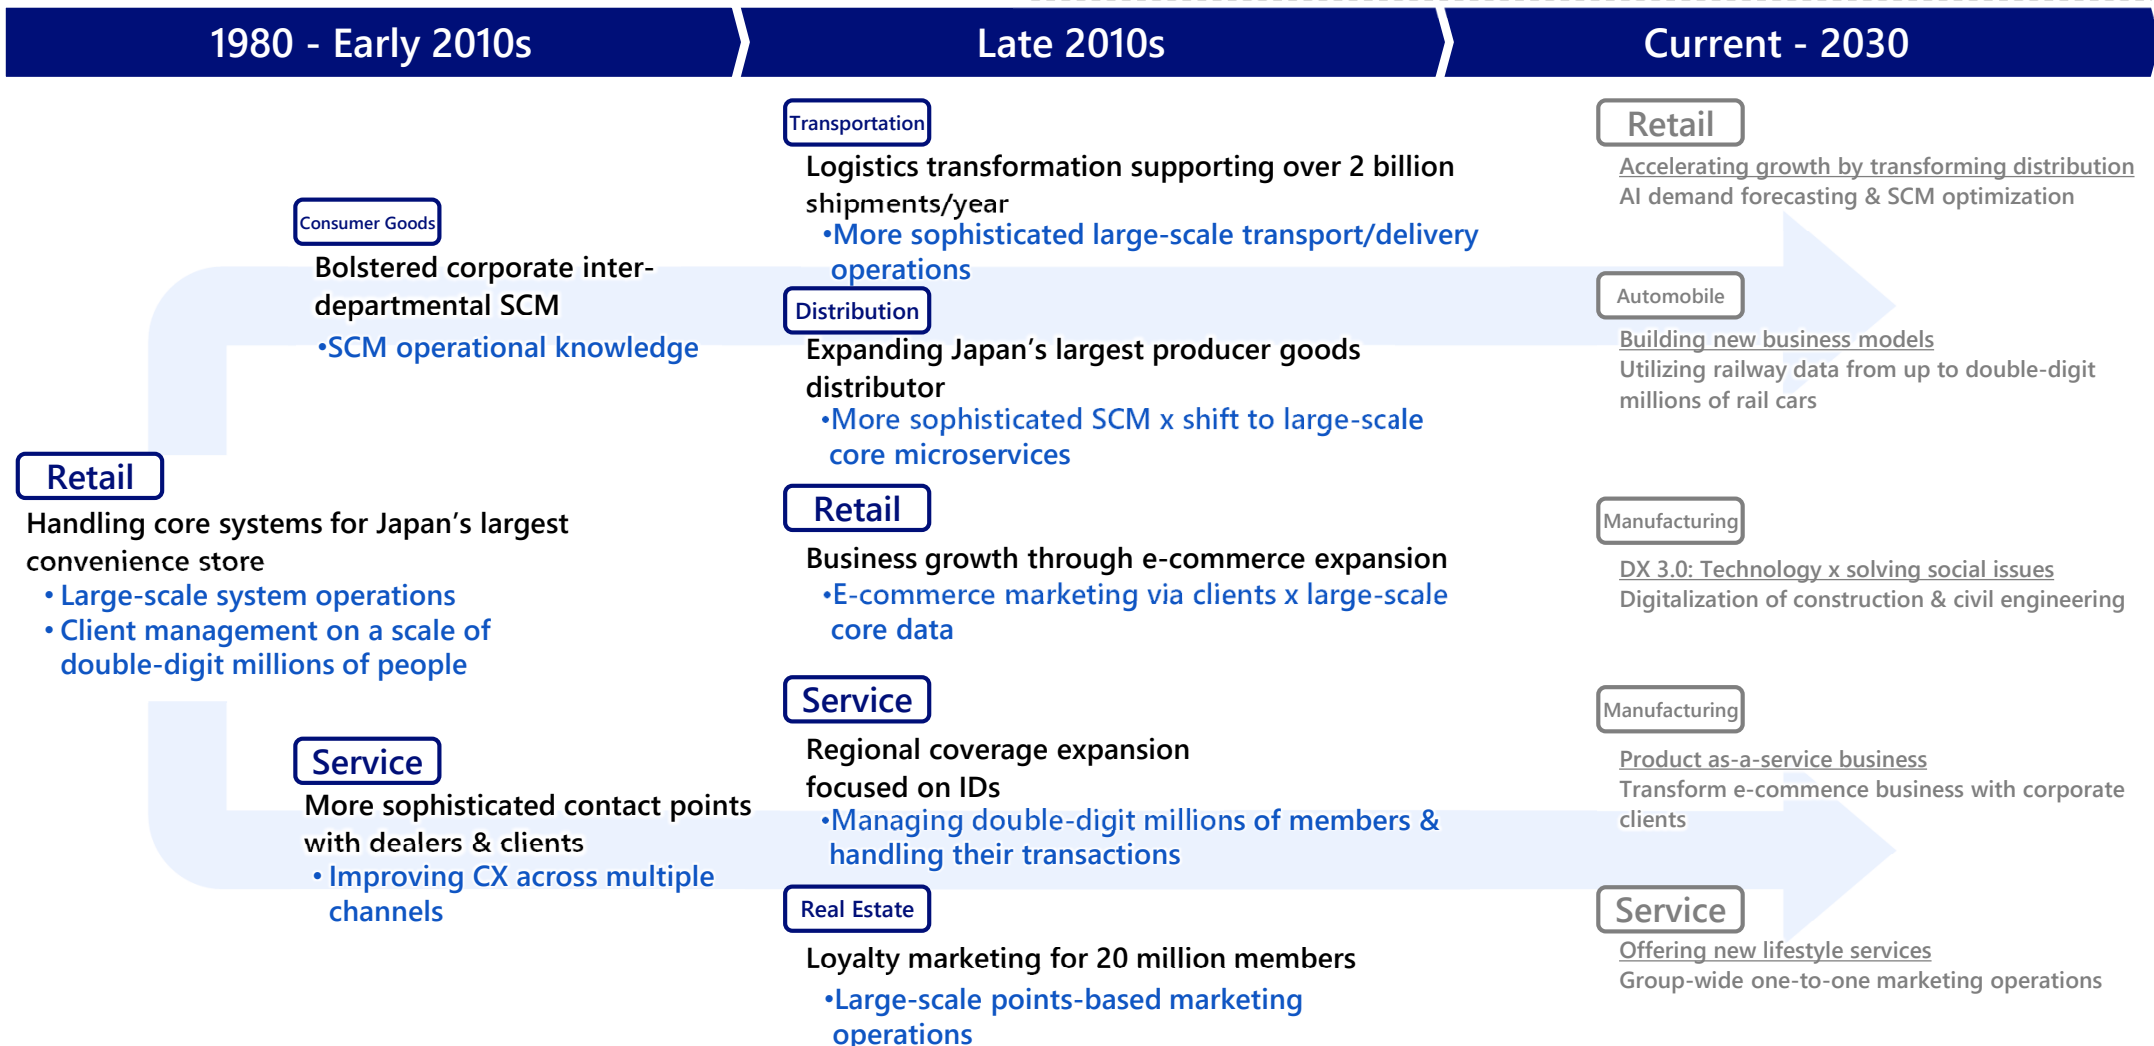 1980 - Early 2010s
Late 2010s
Current - 2030
Retail
Handling core systems for Japan's largest
convenience store
• Large-scale system operations
• Client management on a scale of
double-digit millions of people
Consumer Goods
Bolstered corporate inter-
departmental SCM
•SCM operational knowledge
Service
More sophisticated contact points
with dealers & clients
• Improving CX across multiple
channels
Transportation
Logistics transformation supporting over 2 billion
shipments/year
•More sophisticated large-scale transport/delivery
operations
Distribution
Expanding Japan's largest producer goods
distributor
•More sophisticated SCM x shift to large-scale
core microservices
Retail
Business growth through e-commerce expansion
•E-commerce marketing via clients x large-scale
core data
Service
Regional coverage expansion
focused on IDs
•Managing double-digit millions of members &
handling their transactions
Real Estate
Loyalty marketing for 20 million members
•Large-scale points-based marketing
operations
Retail
Accelerating growth by transforming distribution
AI demand forecasting & SCM optimization
Automobile
Building new business models
Utilizing railway data from up to double-digit
millions of rail cars
Manufacturing
DX 3.0: Technology x solving social issues
Digitalization of construction & civil engineering
Manufacturing
Product as-a-service business
Transform e-commence business with corporate
clients
Service
Offering new lifestyle services
Group-wide one-to-one marketing operations